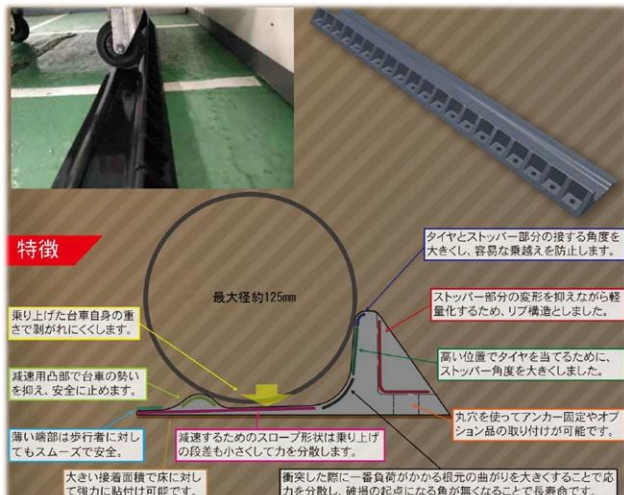 特徴
最大径約125mm
タイヤとストッパー部分の接する角度を
大きくし、容易な乗越えを防止します。
ストッパー部分の変形を抑えながら軽
量化するため、リブ構造としました。
乗り上げた台車自身の重
さで剥がれにくくします。
高い位置でタイヤを当てるために、
ストッパー角度を大きくしました。
減速用凸部で台車の勢い
を抑え、安全に止めます。
丸穴を使ってアンカー固定やオプ
ション品の取り付けが可能です。
薄い端部は歩行者に対し
てもスムーズで安全。
減速するためのスロープ形状は乗り上げ
の段差も小さくして力を分散します。
大きい接着面積で床に対し
て強力に貼付け可能です。
衝突した際に一番負荷がかかる根元の曲がりを大きくすることで応
力を分散し、破損の起点になる角が無くなることで長寿命です。